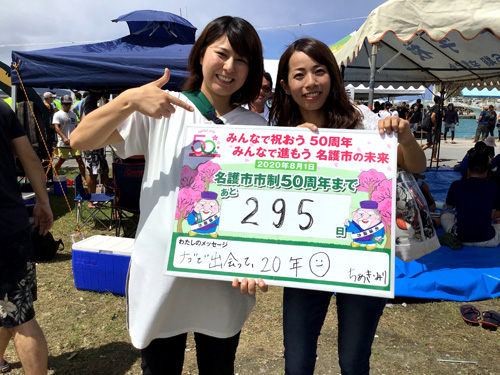 みんなで祝おう 50周年
みんなで進もう 名護市の未来
2020年8月1日
名護市市制50周年まで
あと
295
日
わたしのメッセージ
出会って、20年